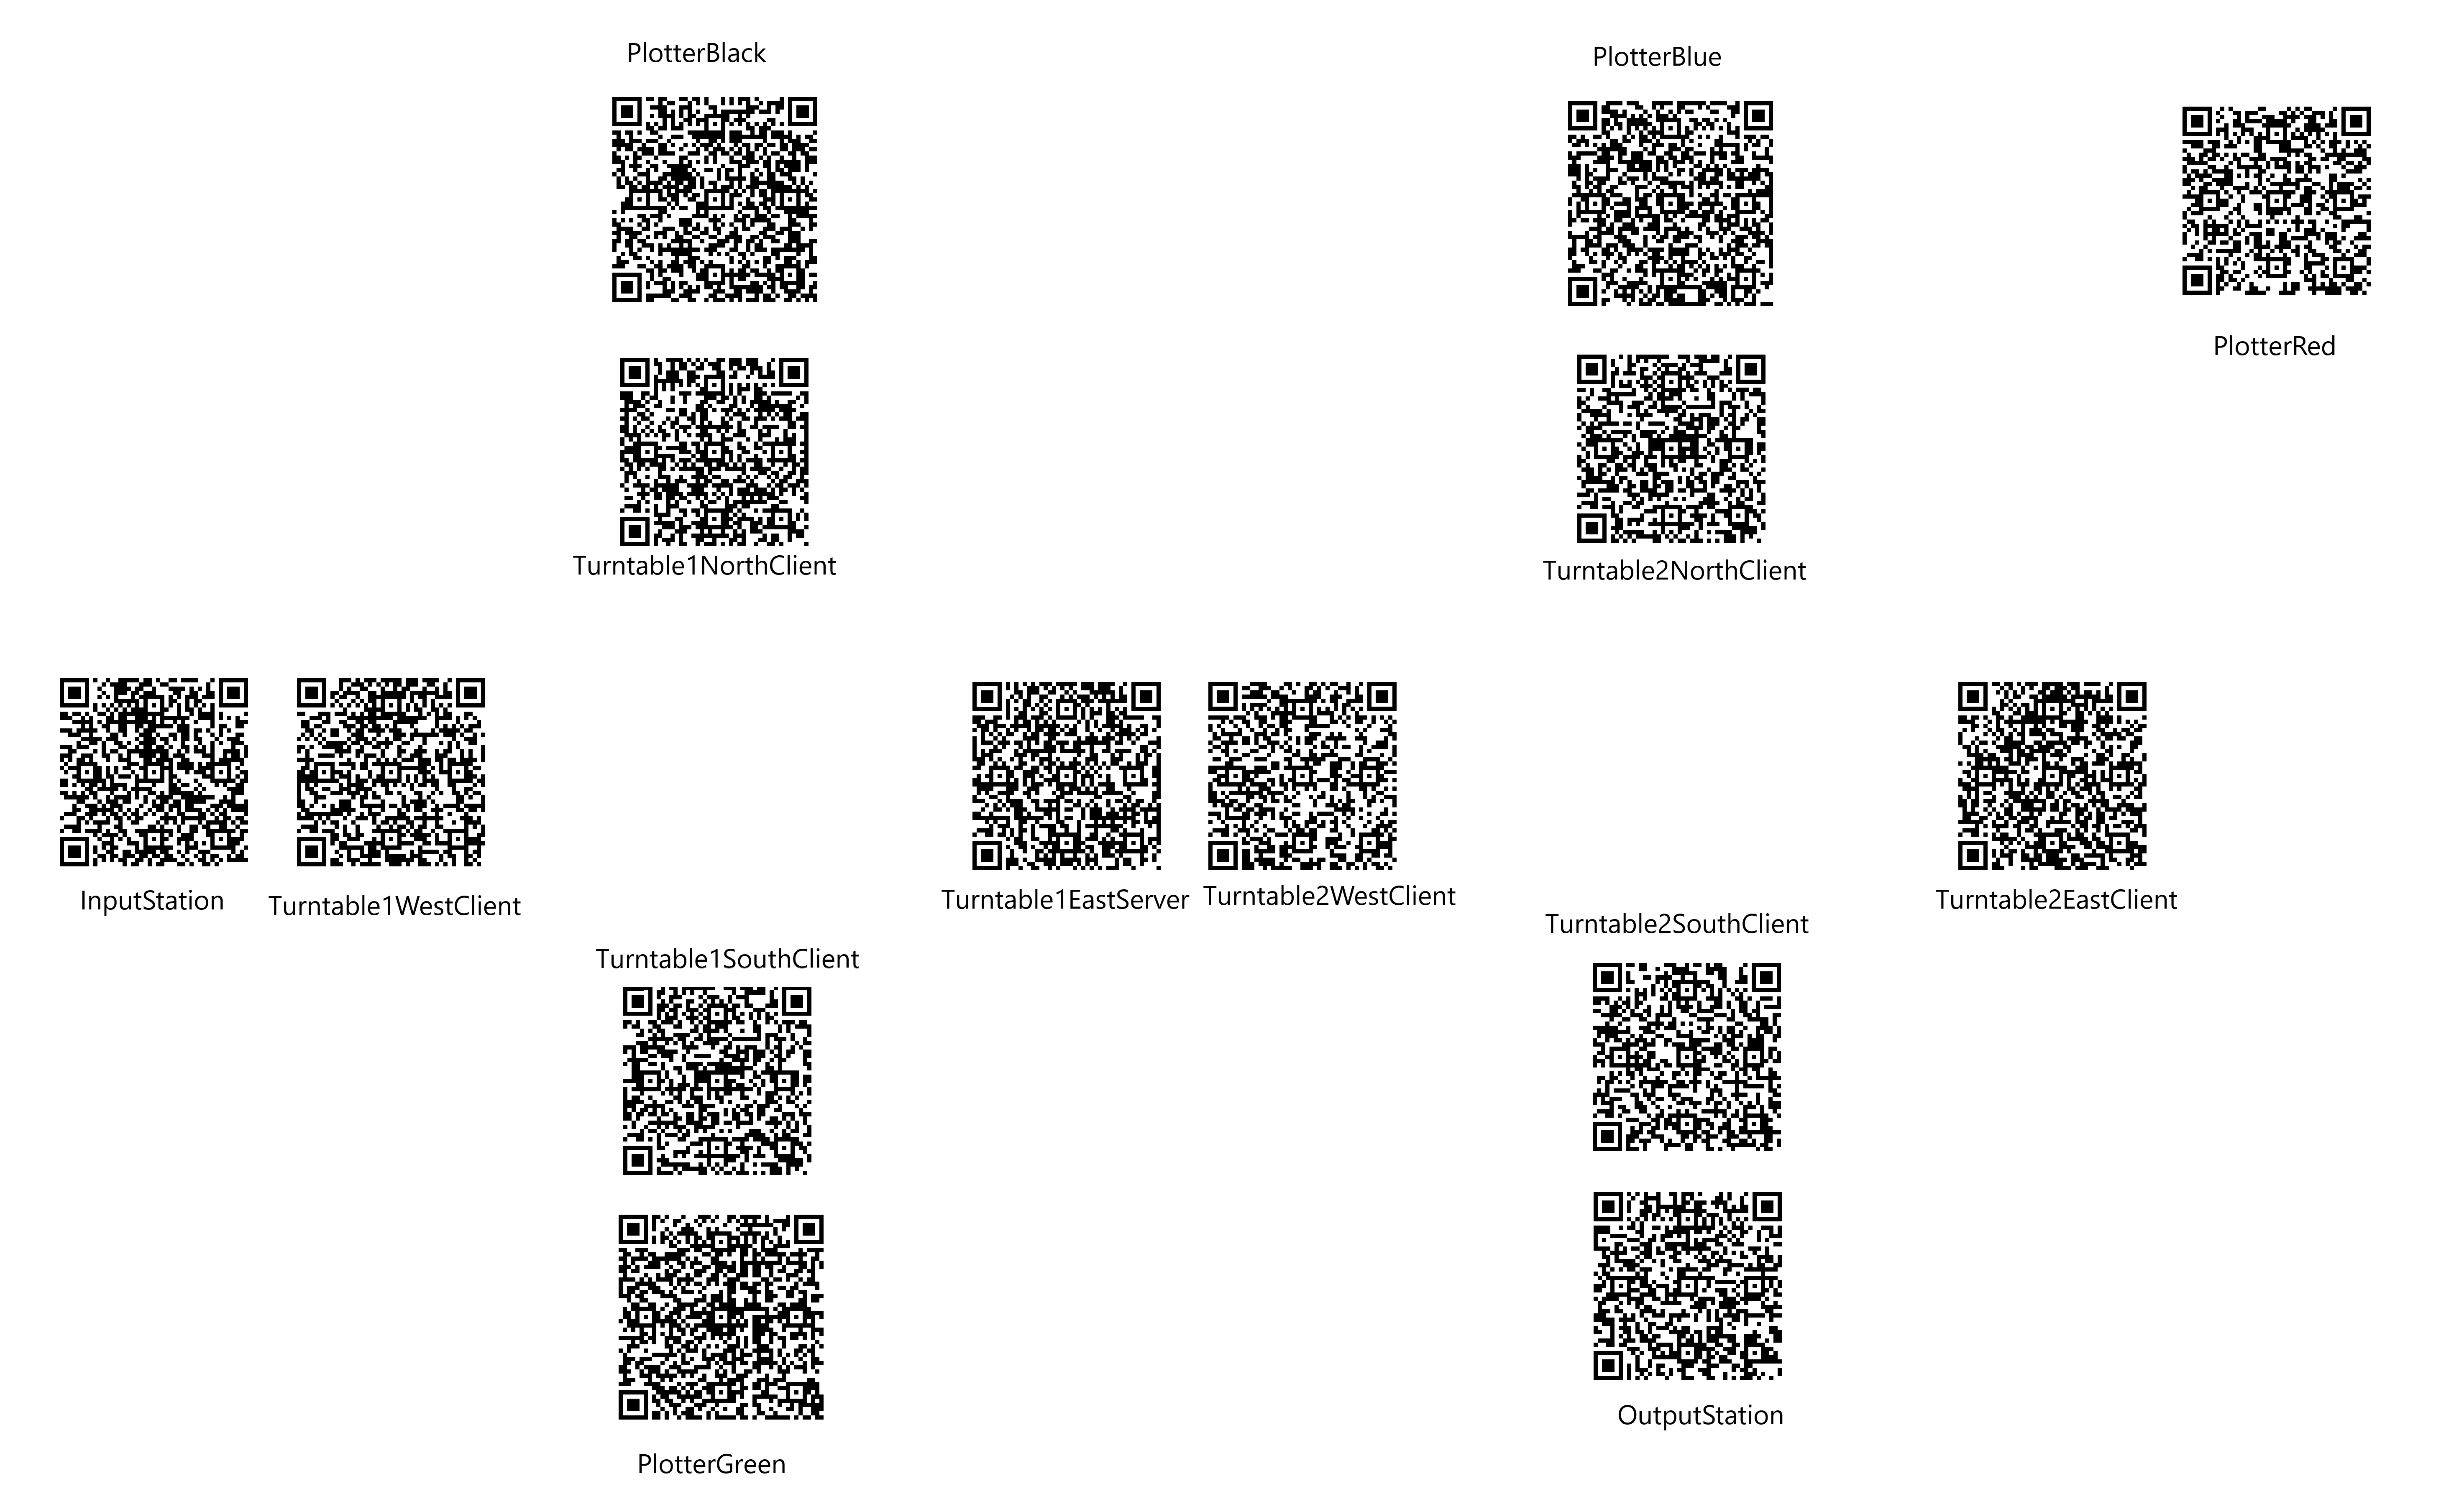 PlotterBlack
PlotterBlue
PlotterRed
Turntable1NorthClient
Turntable2NorthClient
InputStation
Turntable1WestClient
Turntable1EastServer
Turntable2WestClient
Turntable2EastClient
Turntable1SouthClient
Turntable2SouthClient
OutputStation
PlotterGreen